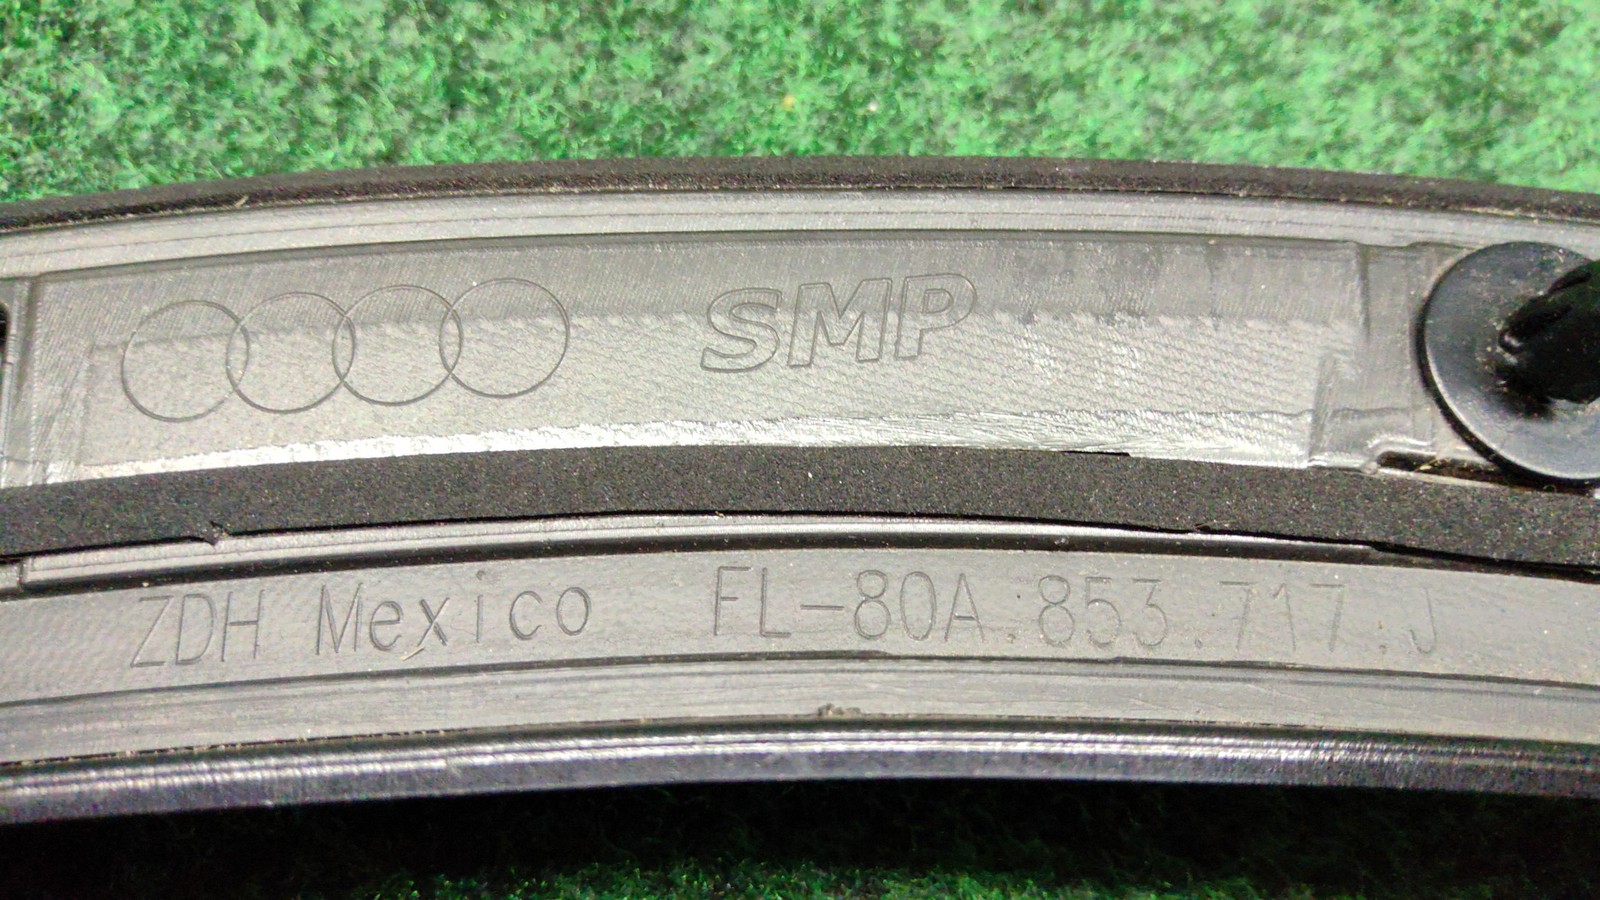 SMP
ZDH Mexico FL-80A.853.717.J